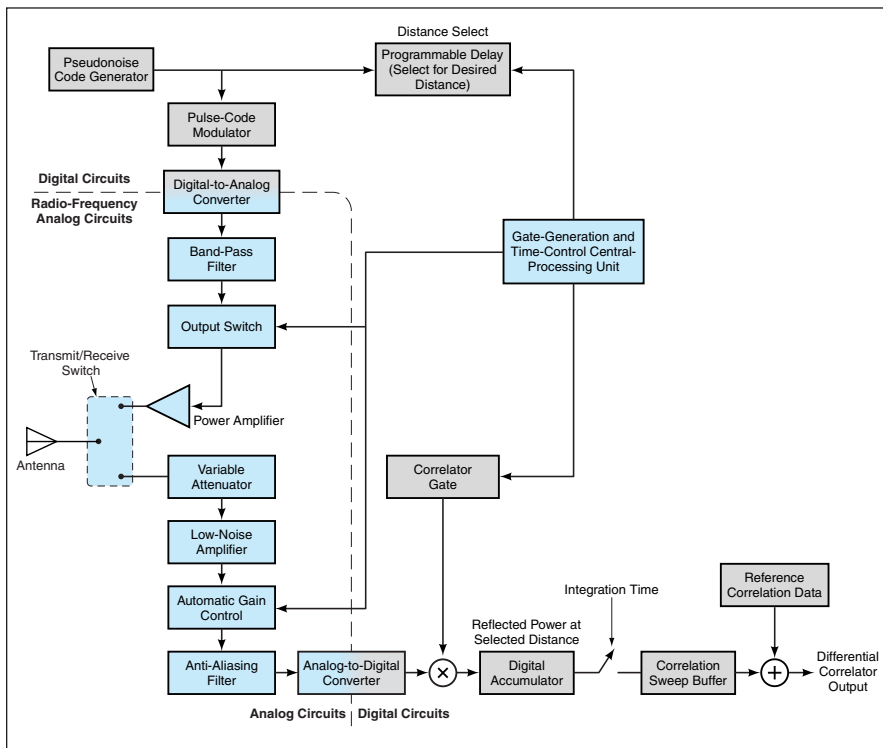 Distance Select
Pseudonoise
Code Generator
Programmable Delay
(Select for Desired
Distance)
Pulse-Code
Modulator
Digital Circuits
Radio-Frequency
Analog Circuits
Digital-to-Analog
Converter
Band-Pass
Filter
Gate-Generation and
Time-Control Central-
Processing Unit
Output Switch
Transmit/Receive
Switch
Power Amplifier
Antenna
Variable
Attenuator
Correlator
Gate
Low-Noise
Amplifier
Automatic Gain
Control
Integration Time
Reference
Correlation Data
Reflected Power at
Selected Distance
Anti-Aliasing
Filter
Analog-to-Digital
Converter
×
Digital
Accumulator
Correlation
Sweep Buffer
+
Differential
Correlator
Output
Analog Circuits
Digital Circuits